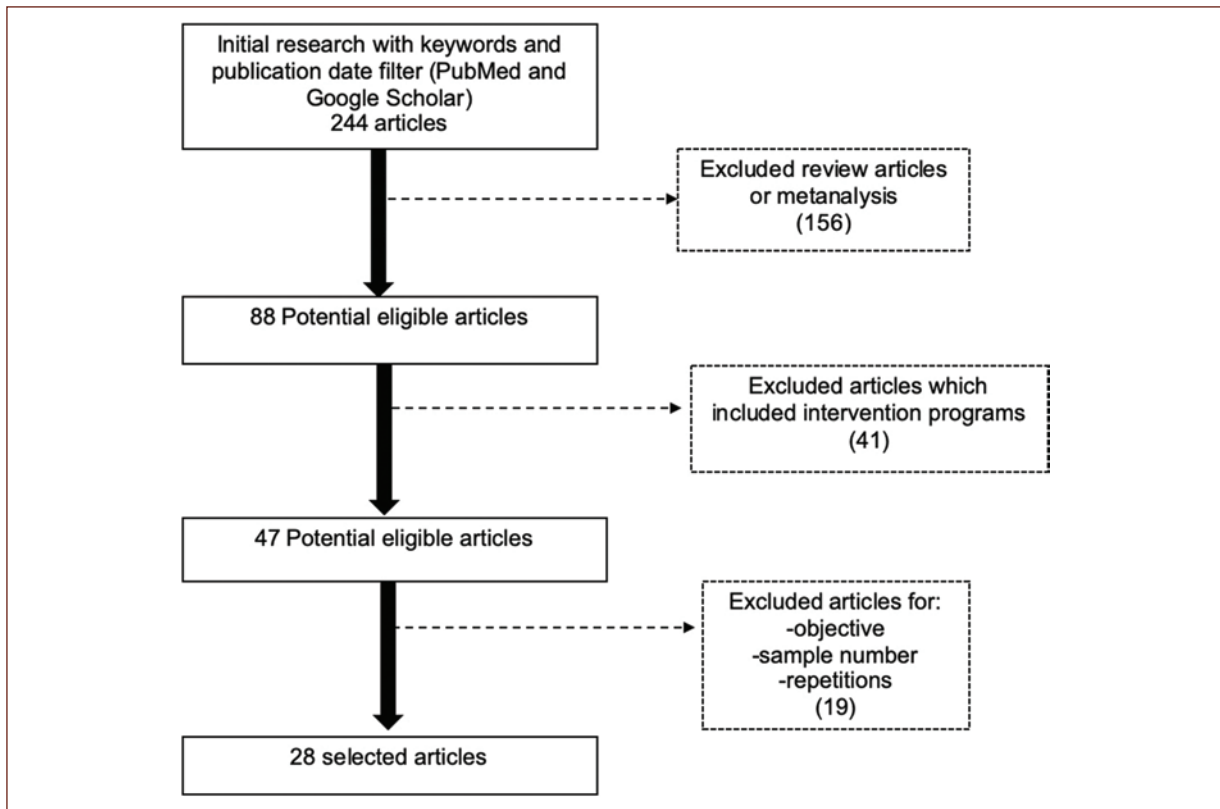 Initial research with keywords and
publication date filter (PubMed and
Google Scholar)
244 articles
Excluded review articles
or metanalysis
(156)
88 Potential eligible articles
Excluded articles which
included intervention programs
(41)
47 Potential eligible articles
Excluded articles for:
-objective
-sample number
-repetitions
(19)
28 selected articles